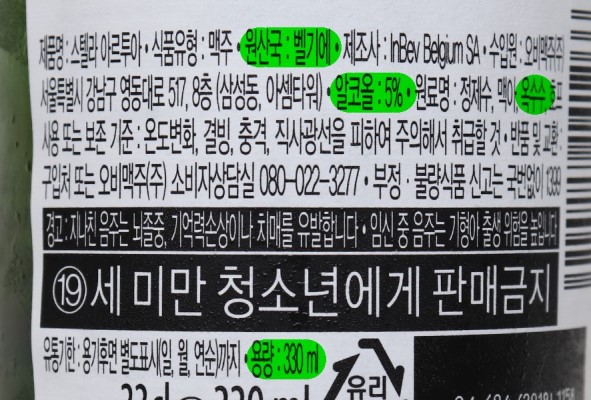 제품명 : 스텔라 아르투아 • 식품유형 : 맥주 • 원산국 : 벨기에 • 제조사 : InBev Belgium SA • 수입원 : 오비맥주(주)
서울특별시 강남구 영동대로 517, 8층 (삼성동, 아셈타워) • 알코올 : 5% • 원료명 : 정제수, 맥아, 옥수수, 호프
사용 또는 보존 기준 : 온도변화, 결빙, 충격, 직사광선을 피하여 주의해서 취급할 것 • 반품 및 교환 :
구입처 또는 오비맥주(주) 소비자상담실 080-022-3277 • 부정 · 불량식품 신고는 국번없이 1399
경고 : 지나친 음주는 뇌졸중, 기억력손상이나 치매를 유발합니다 • 임신 중 음주는 기형아 출생 위험을 높입니다
⑲세 미만 청소년에게 판매금지
유통기한 : 용기후면 별도표시(일, 월, 연순)까지 • 용량 : 330 ml
33cl 330 ml 유리